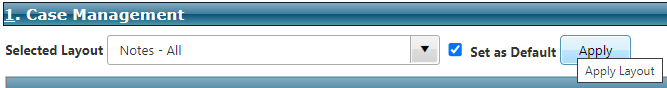 1. Case Management
Selected Layout Notes - All Set as Default Apply
Apply Layout